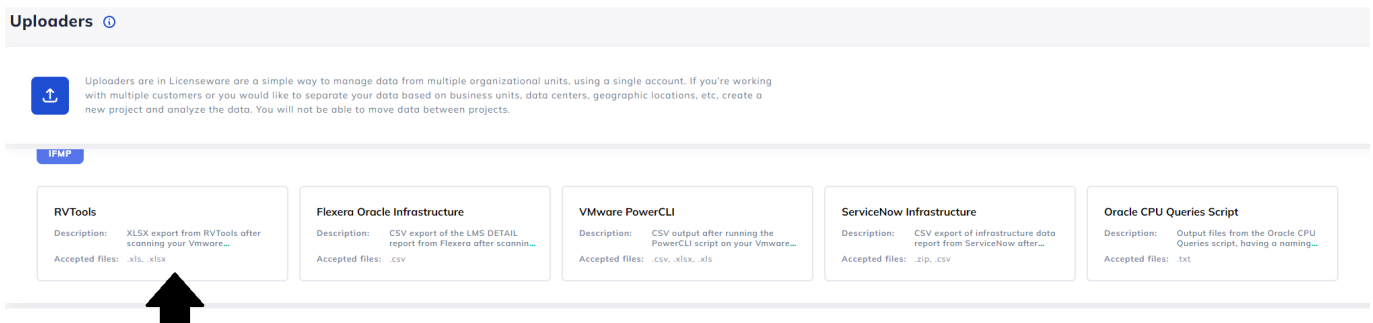 Uploaders
Uploaders are in Licenseware are a simple way to manage data from multiple organizational units, using a single account. If you're working
with multiple customers or you would like to separate your data based on business units, data centers, geographic locations, etc, create a
new project and analyze the data. You will not be able to move data between projects.
IFMP
RVTools
Description: XLSX export from RVTools after
scanning your Vmware...
Accepted files: .xls, .xlsx
Flexera Oracle Infrastructure
Description: CSV export of the LMS DETAIL
report from Flexera after scannin...
Accepted files: .csv
VMware PowerCLI
Description: CSV output after running the
PowerCLI script on your Vmware...
Accepted files: .csv, .xlsx, .xls
ServiceNow Infrastructure
Description: CSV export of infrastructure data
report from ServiceNow after...
Accepted files: .zip, .csv
Oracle CPU Queries Script
Description: Output files from the Oracle CPU
Queries script, having a naming...
Accepted files: .txt